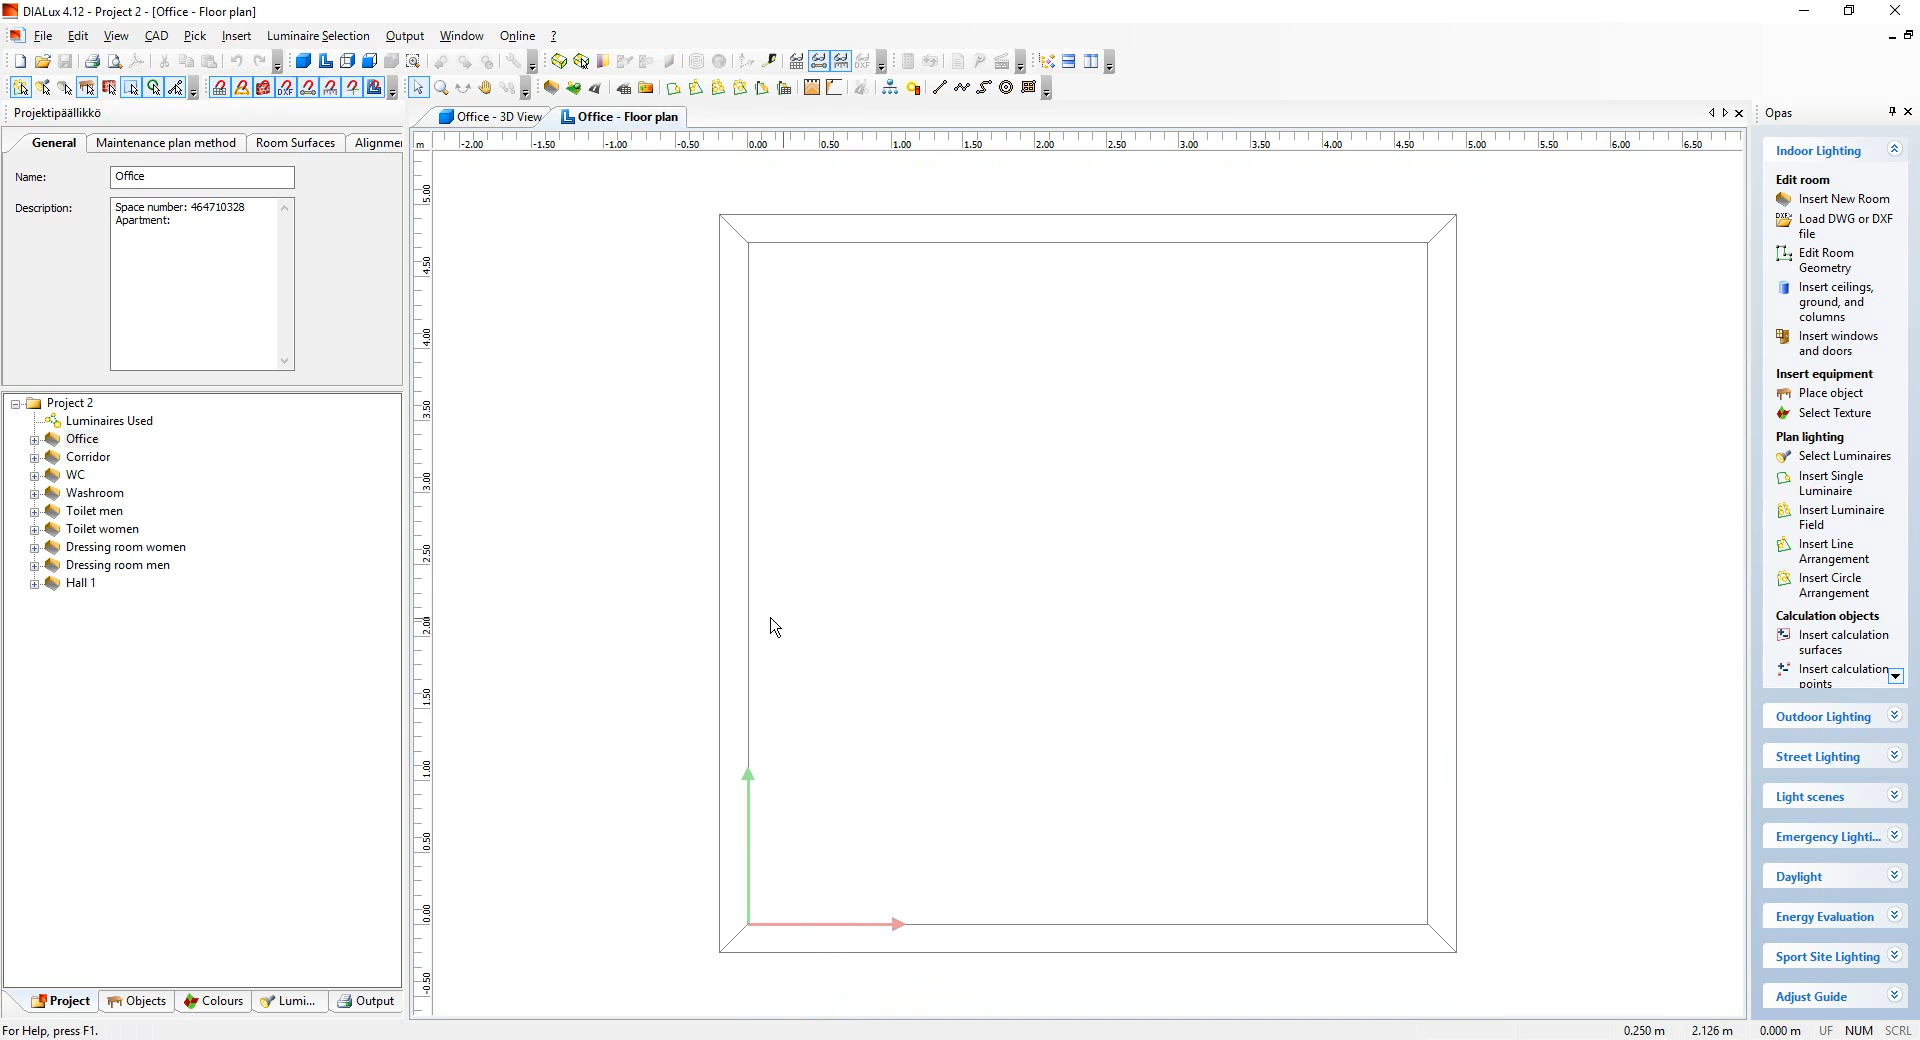 DIALux 4.12 - Project 2 - [Office - Floor plan]
File Edit View CAD Pick Insert Luminaire Selection Output Window Online ?
Projektipäällikkö
General Maintenance plan method Room Surfaces Alignme
Name: Office
Description: Space number: 464710328
Apartment:
Project 2
Luminaires Used
Office
Corridor
WC
Washroom
Toilet men
Toilet women
Dressing room women
Dressing room men
Hall 1
Project Objects Colours Lumi... Output
For Help, press F1.
Office - 3D View Office - Floor plan
m -2.00 -1.50 -1.00 -0.50 0.00 0.50 1.00 1.50 2.00 2.50 3.00 3.50 4.00 4.50 5.00 5.50 6.00 6.50
5.00
4.50
4.00
3.50
3.00
2.50
2.00
1.50
1.00
0.50
0.00
-0.50
Opas
Indoor Lighting
Edit room
Insert New Room
Load DWG or DXF
file
Edit Room
Geometry
Insert ceilings,
ground, and
columns
Insert windows
and doors
Insert equipment
Place object
Select Texture
Plan lighting
Select Luminaires
Insert Single
Luminaire
Insert Luminaire
Field
Insert Line
Arrangement
Insert Circle
Arrangement
Calculation objects
Insert calculation
surfaces
Insert calculation
points
Outdoor Lighting
Street Lighting
Light scenes
Emergency Lighti...
Daylight
Energy Evaluation
Sport Site Lighting
Adjust Guide
0.250 m 2.126 m 0.000 m UF NUM SCRL